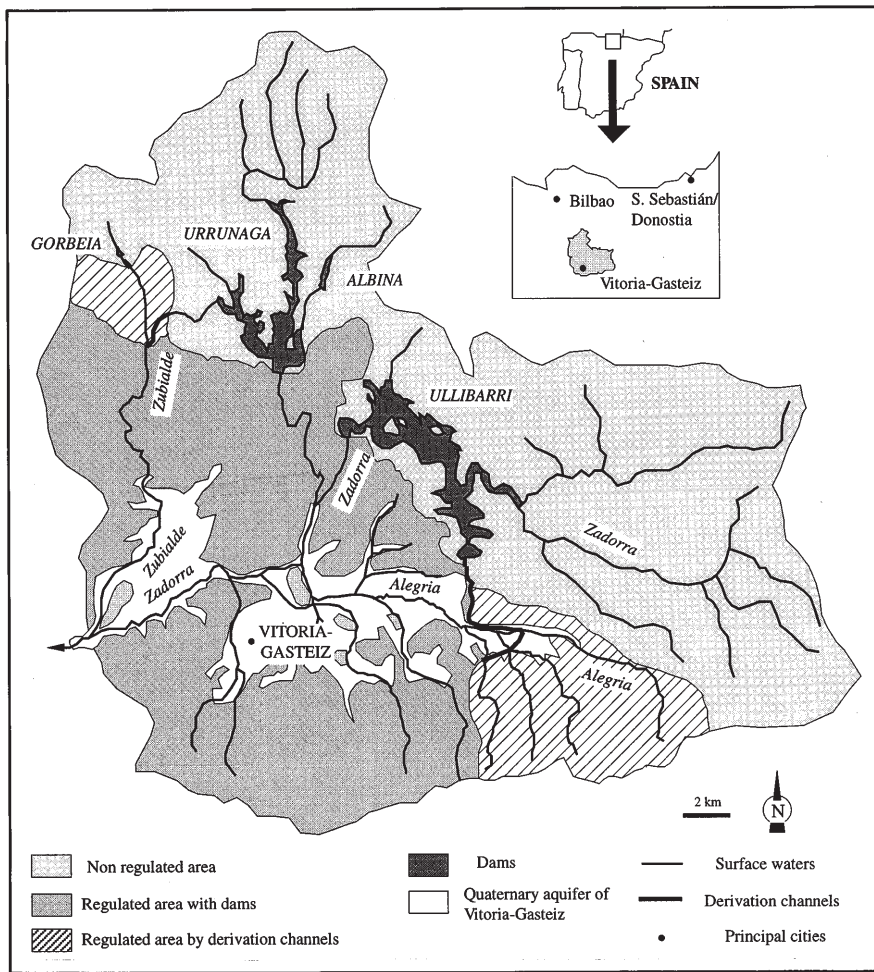 SPAIN
Bilbao
S. Sebastián/
Donostia
Vitoria-Gasteiz
GORBEIA
URRUNAGA
ALBINA
Zubialde
ULLIBARRI
Zadorra
Zadorra
Zubialde
Zadorra
Alegria
VITORIA-
GASTEIZ
Alegria
2 km
N
Non regulated area
Regulated area with dams
Regulated area by derivation channels
Dams
Quaternary aquifer of
Vitoria-Gasteiz
Surface waters
Derivation channels
Principal cities